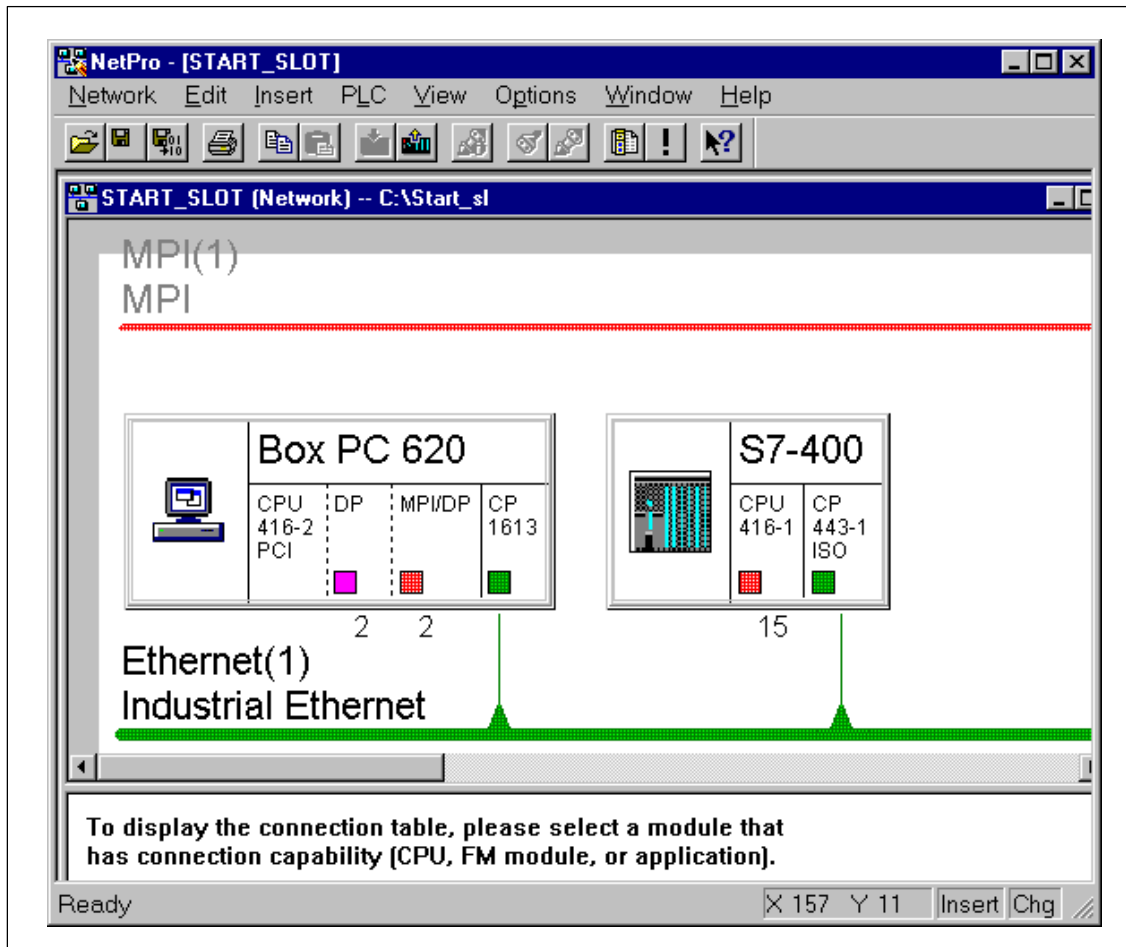 NetPro - [START_SLOT]
Network Edit Insert PLC View Options Window Help
START_SLOT (Network) -- C:\Start_sl
MPI(1)
MPI
Box PC 620
CPU 416-2 PCI
DP
MPI/DP
CP 1613
2 2
S7-400
CPU 416-1
CP 443-1 ISO
15
Ethernet(1)
Industrial Ethernet
To display the connection table, please select a module that
has connection capability (CPU, FM module, or application).
Ready X 157 Y 11 Insert Chg